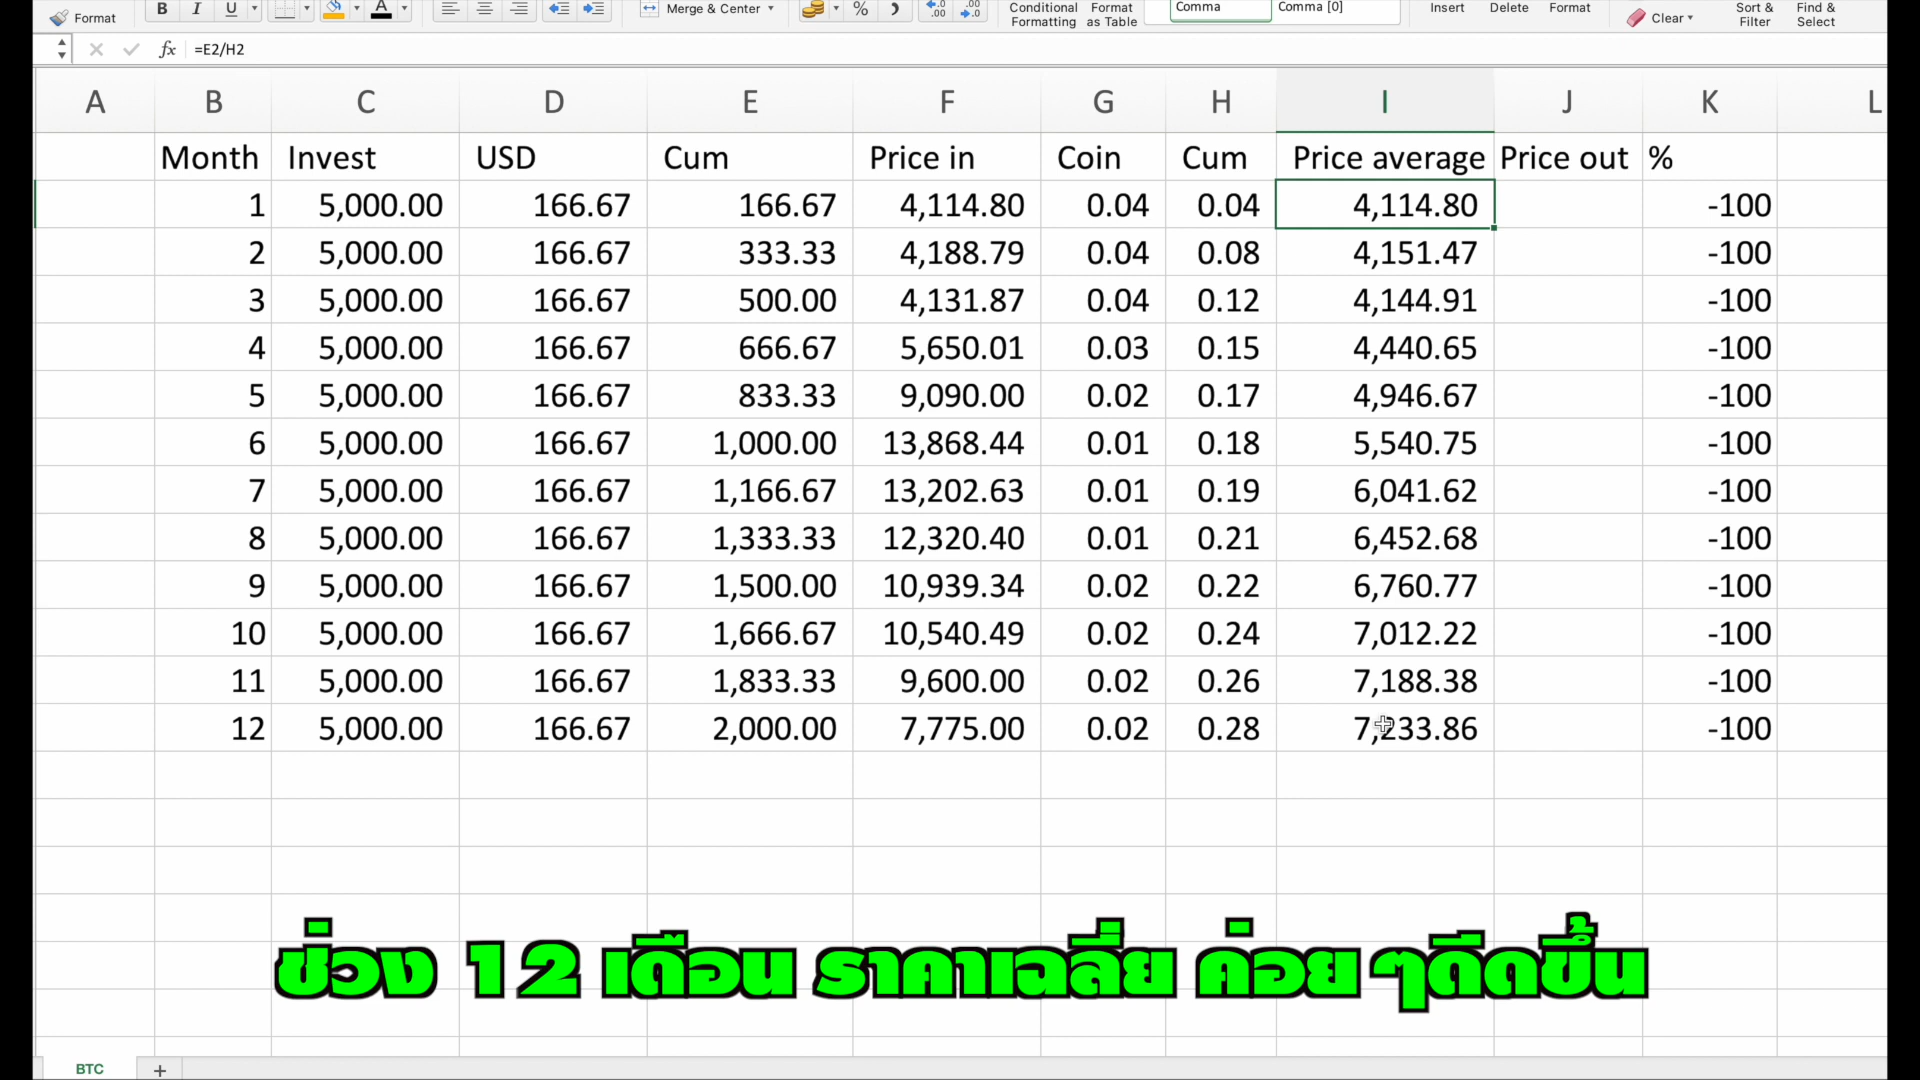 Format B I U Merge & Center % Conditional Formatting Format as Table Comma Comma [0] Insert Delete Format Clear Sort & Filter Find & Select
fx =E2/H2
A B C D E F G H I J K L
Month Invest USD Cum Price in Coin Cum Price average Price out %
1 5,000.00 166.67 166.67 4,114.80 0.04 0.04 4,114.80 -100
2 5,000.00 166.67 333.33 4,188.79 0.04 0.08 4,151.47 -100
3 5,000.00 166.67 500.00 4,131.87 0.04 0.12 4,144.91 -100
4 5,000.00 166.67 666.67 5,650.01 0.03 0.15 4,440.65 -100
5 5,000.00 166.67 833.33 9,090.00 0.02 0.17 4,946.67 -100
6 5,000.00 166.67 1,000.00 13,868.44 0.01 0.18 5,540.75 -100
7 5,000.00 166.67 1,166.67 13,202.63 0.01 0.19 6,041.62 -100
8 5,000.00 166.67 1,333.33 12,320.40 0.01 0.21 6,452.68 -100
9 5,000.00 166.67 1,500.00 10,939.34 0.02 0.22 6,760.77 -100
10 5,000.00 166.67 1,666.67 10,540.49 0.02 0.24 7,012.22 -100
11 5,000.00 166.67 1,833.33 9,600.00 0.02 0.26 7,188.38 -100
12 5,000.00 166.67 2,000.00 7,775.00 0.02 0.28 7,233.86 -100
ช่วง 12 เดือน ราคาเฉลี่ย ค่อย ๆดีดขึ้น
BTC +